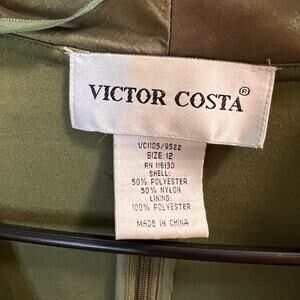 VICTOR COSTA®
VC1105/9522
SIZE 12
RN 116130
SHELL:
50% POLYESTER
50% NYLON
LINING:
100% POLYESTER
MADE IN CHINA